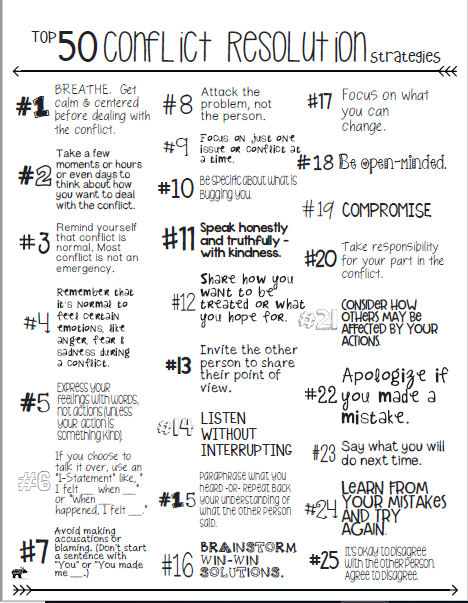 TOP 50 CONFLICT RESOLUTION strategies
#1 BREATHE. Get
calm & centered
before dealing with
the conflict.
#2 Take a few
moments or hours
or even days to
think about how
you want to deal
with the conflict.
#3 Remind yourself
that conflict is
normal. Most
conflict is not an
emergency.
#4 Remember that
it's normal to
feel certain
emotions, like
anger, fear &
sadness during
a conflict.
#5 Express your
feelings with words,
not actions (unless
your action is
something kind).
#6 If you choose to
talk it over, use an
"I-Statement" like, "
I felt ___ when ___"
or "When
happened, I felt ___."
#7 Avoid making
accusations or
blaming. (Don't start
a sentence with
"You" or "You made
me ___.)
#8 Attack the
problem, not
the person.
#9 Focus on just one
issue or conflict at
a time.
#10 Be specific about what is
bugging you.
#11 Speak honestly
and truthfully -
with kindness.
#12 Share how you
want to be
treated or what
you hope for.
#13 Invite the other
person to share
their point of
view.
#14 LISTEN
WITHOUT
INTERRUPTING
#15 Paraphrase what you
heard -OR- repeat back
your understanding of
what the other person
said.
#16 BRAINSTORM
WIN-WIN
SOLUTIONS.
#17 Focus on what
you can
change.
#18 Be open-minded.
#19 COMPROMISE
#20 Take responsibility
for your part in the
conflict.
#21 CONSIDER HOW
OTHERS MAY BE
AFFECTED BY YOUR
ACTIONS.
#22 Apologize if
you made a
mistake.
#23 Say what you will
do next time.
#24 LEARN FROM
YOUR MISTAKES
AND TRY
AGAIN.
#25 It's okay to disagree
with the other person.
Agree to disagree.